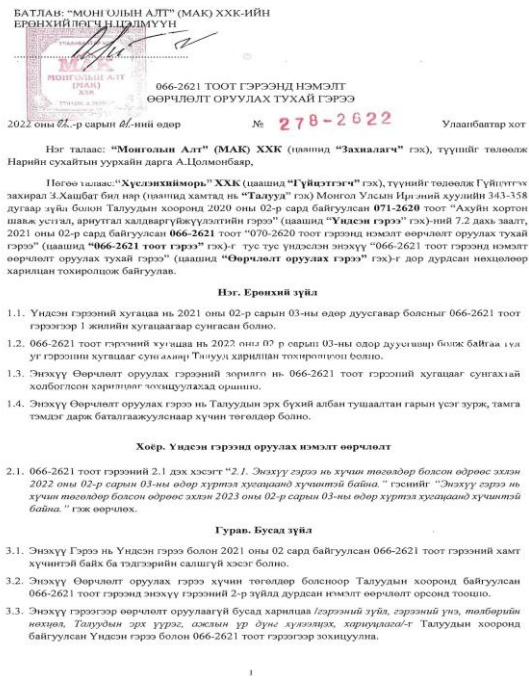 БАТЛАВ: "МОНГОЛЫН АЛТ" (МАК) ХХК-ИЙН
ЕРӨНХИЙЛӨГЧ Н.ЦЭЛМҮҮН
МАК
МОНГОЛЫН АЛТ
(МАК)
ХХК
066-2621 ТООТ ГЭРЭЭНД НЭМЭЛТ
ӨӨРЧЛӨЛТ ОРУУЛАХ ТУХАЙ ГЭРЭЭ
2022 оны 02.-р сарын 01.-ний өдөр № 278-2622 Улаанбаатар хот
Нэг талаас: "Монголын Алт" (МАК) ХХК (цаашид "Захиалагч" гэх), түүнийг төлөөлж
Нарийн сухайтын уурхайн дарга А.Цолмонбаяр,
Нөгөө талаас: "Хүслэнхийморь" ХХК (цаашид "Гүйцэтгэгч" гэх), түүнийг төлөөлж Гүйцэтгэх
захирал З.Хашбат бид нар (цаашид хамтад нь "Талууд" гэх) Монгол Улсын Иргэний хуулийн 343-358
дугаар зүйл болон Талуудын хооронд 2020 оны 02-р сард байгуулсан 071-2620 тоот "Ахуйн хортон
шавж устгал, ариутгал халдваргүйжүүлэлтийн гэрээ" (цаашид "Үндсэн гэрээ" гэх)-ний 7.2 дахь заалт,
2021 оны 02-р сард байгуулсан 066-2621 тоот "070-2620 тоот гэрээнд нэмэлт өөрчлөлт оруулах тухай
гэрээ" (цаашид "066-2621 тоот гэрээ" гэх)-г тус тус үндэслэн энэхүү "066-2621 тоот гэрээнд нэмэлт
өөрчлөлт оруулах тухай гэрээ" (цаашид "Өөрчлөлт оруулах гэрээ" гэх)-г дор дурдсан нөхцөлөөр
харилцан тохиролцож байгуулав.
Нэг. Ерөнхий зүйл
1.1. Үндсэн гэрээний хугацаа нь 2021 оны 02-р сарын 03-ны өдөр дуусгавар болсныг 066-2621 тоот
гэрээгээр 1 жилийн хугацаагаар сунгасан болно.
1.2. 066-2621 тоот гэрээний хугацаа нь 2022 оны 02 р сарын 03-ны өдөр дуусгавар болж байгаа тул
уг гэрээний хугацааг сунгахаар Талууд харилцан тохиролцсон болно.
1.3. Энэхүү Өөрчлөлт оруулах гэрээний зорилго нь 066-2621 тоот гэрээний хугацааг сунгахтай
холбогдсон харилцааг зохицуулахад оршино.
1.4. Энэхүү Өөрчлөлт оруулах гэрээ нь Талуудын эрх бүхий албан тушаалтан гарын үсэг зурж, тамга
тэмдэг дарж баталгаажуулснаар хүчин төгөлдөр болно.
Хоёр. Үндсэн гэрээнд оруулах нэмэлт өөрчлөлт
2.1. 066-2621 тоот гэрээний 2.1 дэх хэсэгт "2.1. Энэхүү гэрээ нь хүчин төгөлдөр болсон өдрөөс эхлэн
2022 оны 02-р сарын 03-ны өдөр хүртэл хугацаанд хүчинтэй байна." гэснийг "Энэхүү гэрээ нь
хүчин төгөлдөр болсон өдрөөс эхлэн 2023 оны 02-р сарын 03-ны өдөр хүртэл хугацаанд хүчинтэй
байна." гэж өөрчлөх.
Гурав. Бусад зүйл
3.1. Энэхүү Гэрээ нь Үндсэн гэрээ болон 2021 оны 02 сард байгуулсан 066-2621 тоот гэрээний хамт
хүчинтэй байх ба тэдгээрийн салшгүй хэсэг болно.
3.2. Энэхүү Өөрчлөлт оруулах гэрээ хүчин төгөлдөр болсноор Талуудын хооронд байгуулсан
066-2621 тоот гэрээнд энэхүү гэрээний 2-р зүйлд дурдсан нэмэлт өөрчлөлт орсонд тооцно.
3.3. Энэхүү гэрээгээр өөрчлөлт оруулаагүй бусад харилцаа /гэрээний зүйл, гэрээний үнэ, төлбөрийн
нөхцөл, Талуудын эрх үүрэг, ажлын үр дүнг хүлээлцэх, хариуцлага/-г Талуудын хооронд
байгуулсан Үндсэн гэрээ болон 066-2621 тоот гэрээгээр зохицуулна.
1